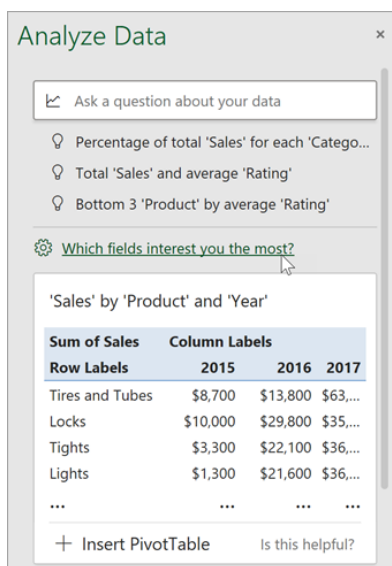 Analyze Data ×
Ask a question about your data
Percentage of total 'Sales' for each 'Catego...
Total 'Sales' and average 'Rating'
Bottom 3 'Product' by average 'Rating'
Which fields interest you the most?
'Sales' by 'Product' and 'Year'
Sum of Sales Column Labels
Row Labels 2015 2016 2017
Tires and Tubes $8,700 $13,800 $63,...
Locks $10,000 $29,800 $35,...
Tights $3,300 $22,100 $36,...
Lights $1,300 $21,600 $36,...
... ... ... ...
+ Insert PivotTable Is this helpful?